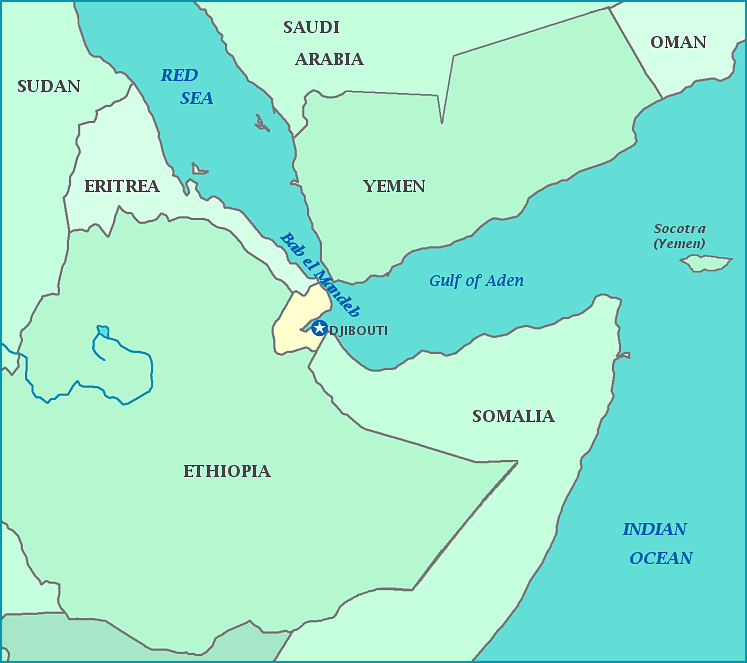 SAUDI
ARABIA
OMAN
RED
SEA
SUDAN
ERITREA
YEMEN
Socotra
(Yemen)
Bab el Mandeb
Gulf of Aden
DJIBOUTI
SOMALIA
ETHIOPIA
INDIAN
OCEAN